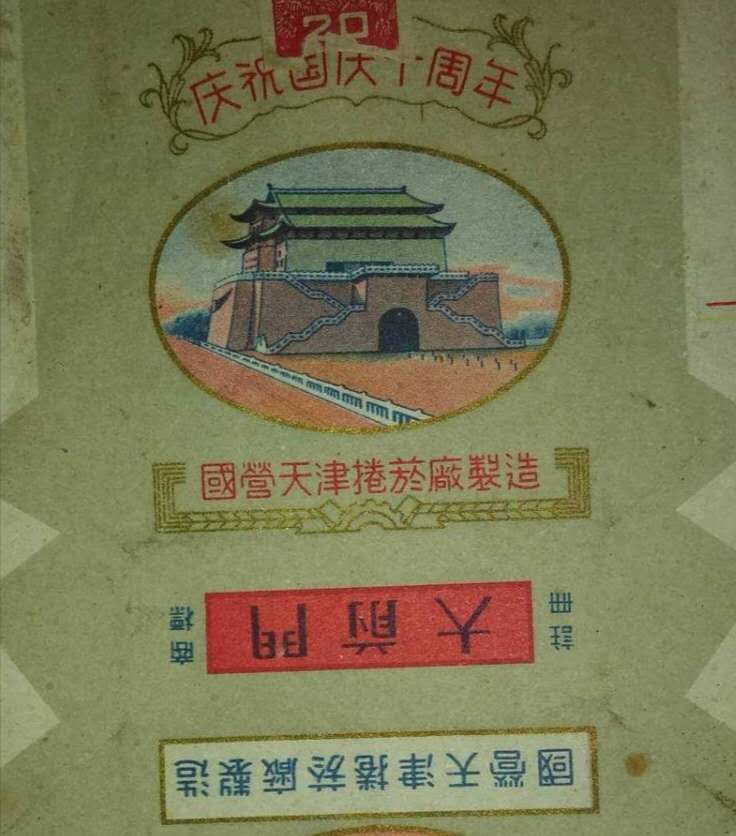 20
庆祝国庆十周年
國營天津捲菸廠製造
註冊
大前門
商標
國營天津捲菸廠製造